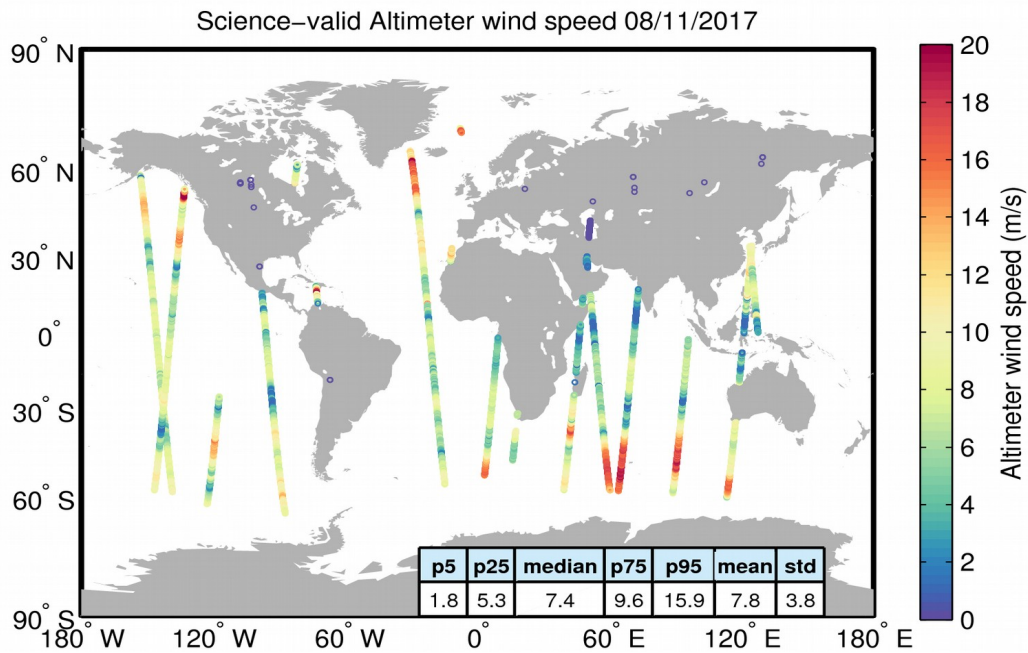 Science−valid Altimeter wind speed 08/11/2017
90° N
60° N
30° N
0°
30° S
60° S
90° S
180° W
120° W
60° W
0°
60° E
120° E
180° E
p5 p25 median p75 p95 mean std
1.8 5.3 7.4 9.6 15.9 7.8 3.8
20
18
16
14
12
10
8
6
4
2
0
Altimeter wind speed (m/s)